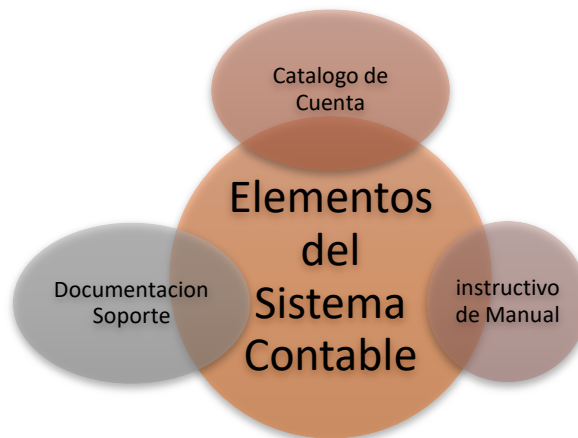 Catalogo de
Cuenta
Elementos
del
Sistema
Contable
Documentacion
Soporte
instructivo
de Manual